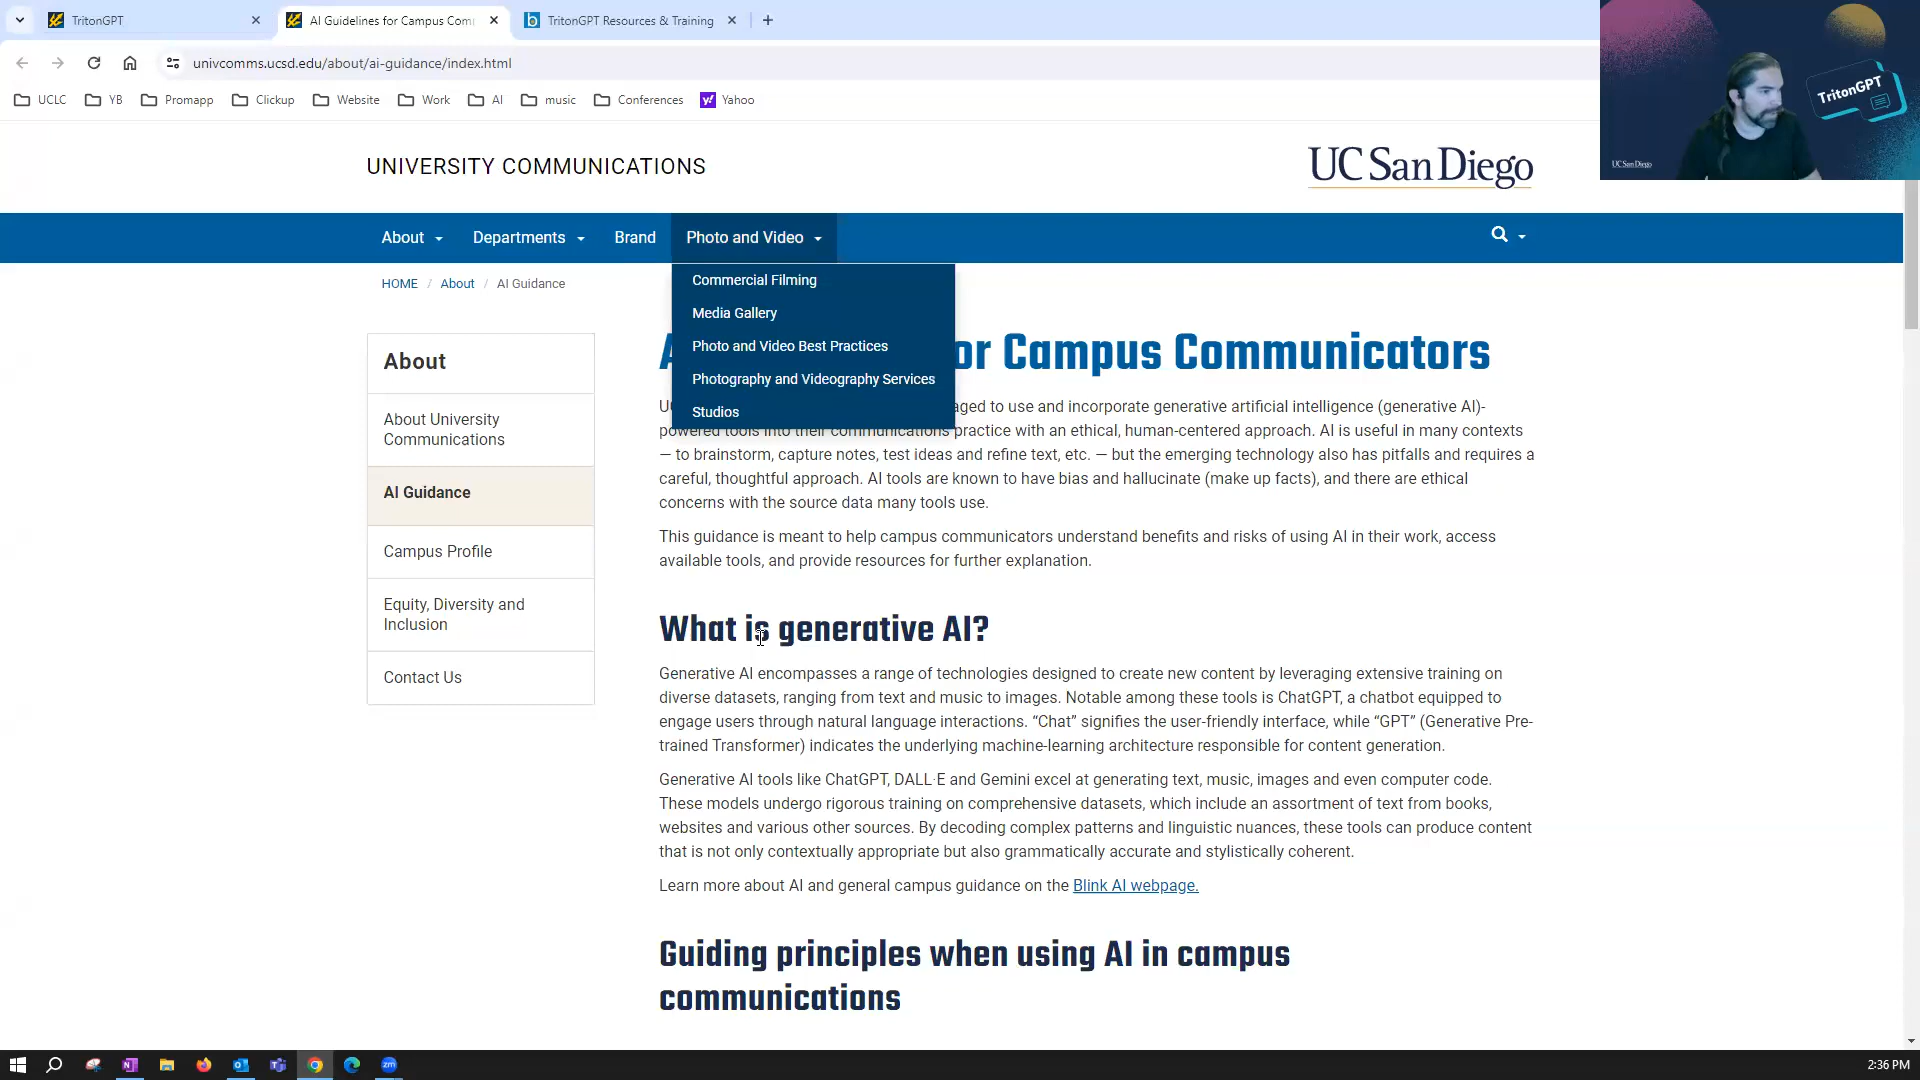 TritonGPT
AI Guidelines for Campus Com
TritonGPT Resources & Training
univcomms.ucsd.edu/about/ai-guidance/index.html
UCLC
YB
Promapp
Clickup
Website
Work
AI
music
Conferences
Yahoo
TritonGPT
UC San Diego
UNIVERSITY COMMUNICATIONS
UC San Diego
About
Departments
Brand
Photo and Video
Commercial Filming
Media Gallery
Photo and Video Best Practices
Photography and Videography Services
Studios
HOME / About / AI Guidance
About
About University
Communications
AI Guidance
Campus Profile
Equity, Diversity and
Inclusion
Contact Us
or Campus Communicators
aged to use and incorporate generative artificial intelligence (generative AI)-
powered tools into their communications practice with an ethical, human-centered approach. AI is useful in many contexts
— to brainstorm, capture notes, test ideas and refine text, etc. — but the emerging technology also has pitfalls and requires a
careful, thoughtful approach. AI tools are known to have bias and hallucinate (make up facts), and there are ethical
concerns with the source data many tools use.
This guidance is meant to help campus communicators understand benefits and risks of using AI in their work, access
available tools, and provide resources for further explanation.
What is generative AI?
Generative AI encompasses a range of technologies designed to create new content by leveraging extensive training on
diverse datasets, ranging from text and music to images. Notable among these tools is ChatGPT, a chatbot equipped to
engage users through natural language interactions. “Chat” signifies the user-friendly interface, while “GPT” (Generative Pre-
trained Transformer) indicates the underlying machine-learning architecture responsible for content generation.
Generative AI tools like ChatGPT, DALL·E and Gemini excel at generating text, music, images and even computer code.
These models undergo rigorous training on comprehensive datasets, which include an assortment of text from books,
websites and various other sources. By decoding complex patterns and linguistic nuances, these tools can produce content
that is not only contextually appropriate but also grammatically accurate and stylistically coherent.
Learn more about AI and general campus guidance on the Blink AI webpage.
Guiding principles when using AI in campus
communications
2:36 PM